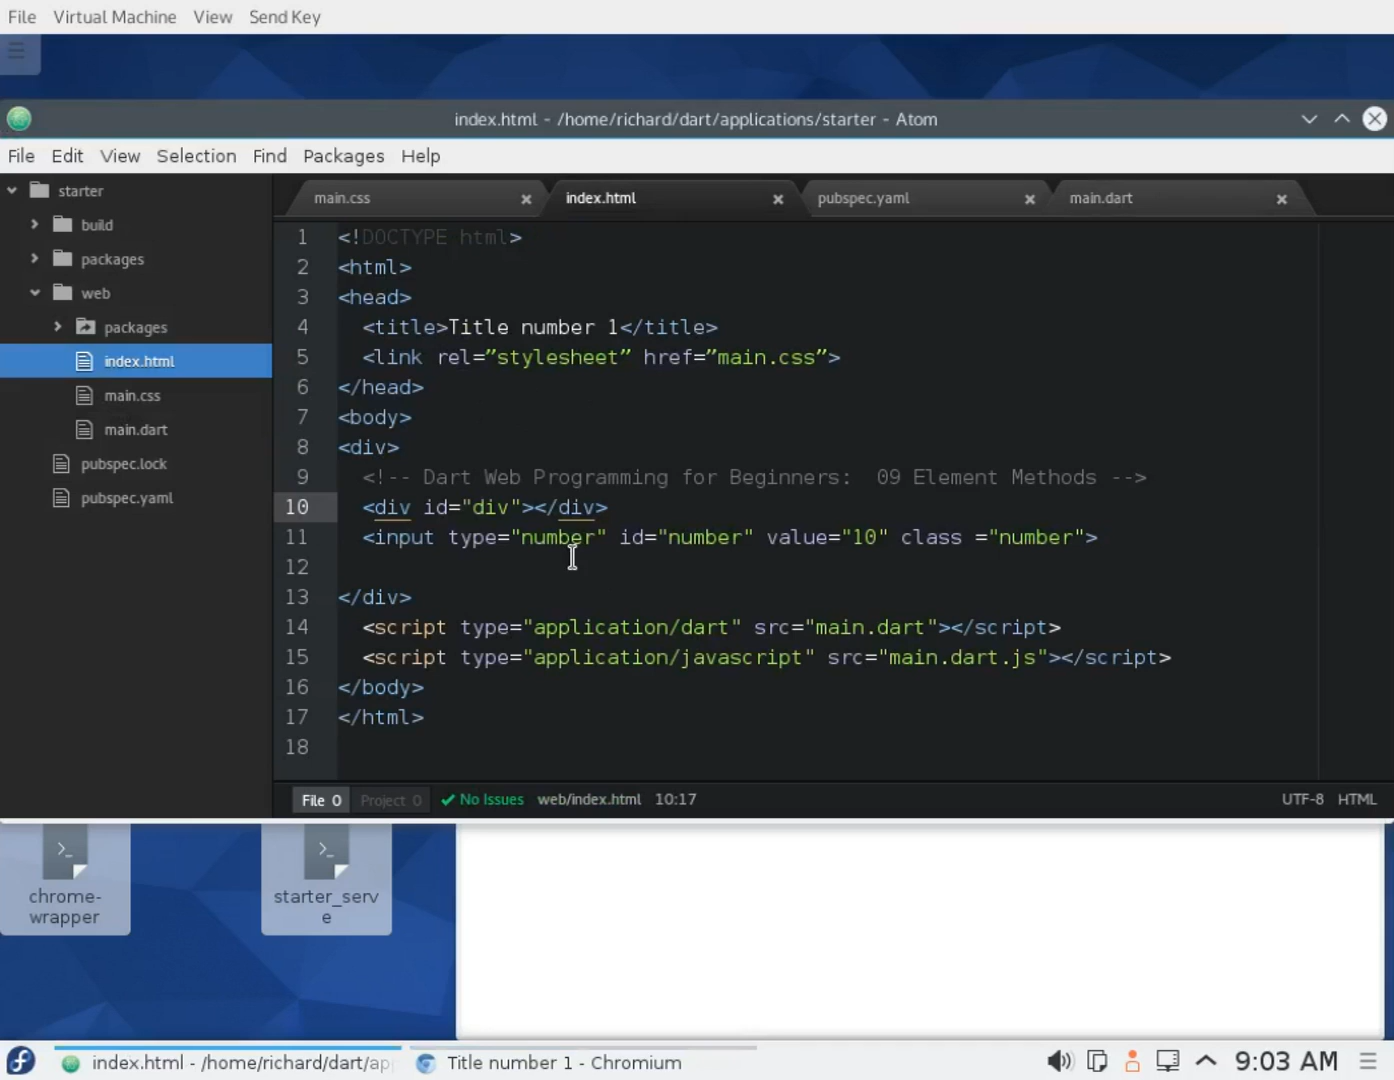 File Virtual Machine View Send Key
index.html - /home/richard/dart/applications/starter - Atom
File Edit View Selection Find Packages Help
starter
build
packages
web
packages
index.html
main.css
main.dart
pubspec.lock
pubspec.yaml
main.css index.html pubspec.yaml main.dart
1 <!DOCTYPE html>
2 <html>
3 <head>
4 <title>Title number 1</title>
5 <link rel=”stylesheet” href=”main.css”>
6 </head>
7 <body>
8 <div>
9 <!-- Dart Web Programming for Beginners:  09 Element Methods -->
10 <div id="div"></div>
11 <input type="number" id="number" value="10" class ="number">
12
13 </div>
14 <script type="application/dart" src="main.dart"></script>
15 <script type="application/javascript" src="main.dart.js"></script>
16 </body>
17 </html>
18
File 0 Project 0 No Issues web/index.html 10:17 UTF-8 HTML
chrome-
wrapper
starter_serv
e
index.html - /home/richard/dart/ap Title number 1 - Chromium 9:03 AM